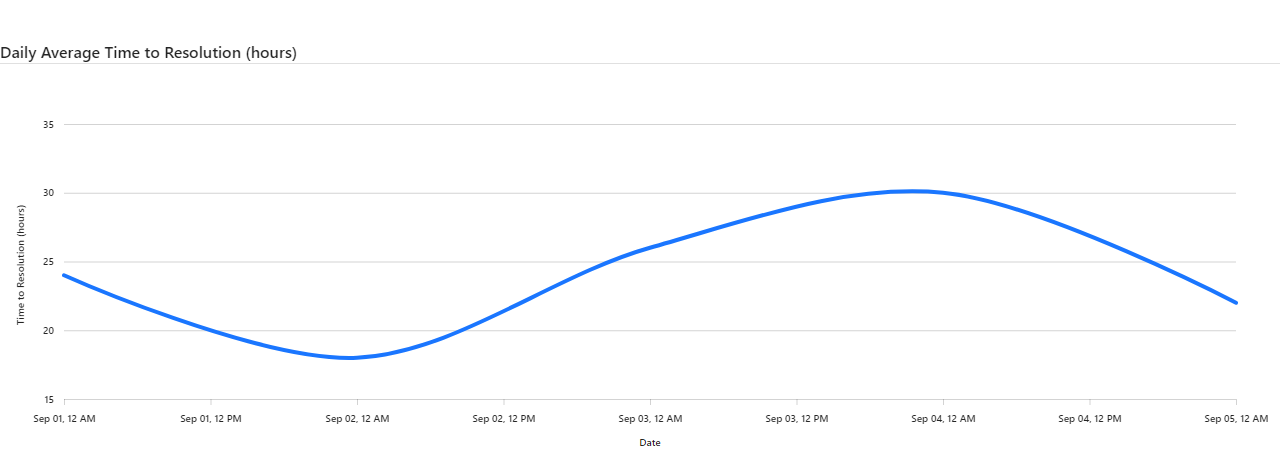 Daily Average Time to Resolution (hours)
35
30
25
20
15
Time to Resolution (hours)
Sep 01, 12 AM Sep 01, 12 PM Sep 02, 12 AM Sep 02, 12 PM Sep 03, 12 AM Sep 03, 12 PM Sep 04, 12 AM Sep 04, 12 PM Sep 05, 12 AM
Date